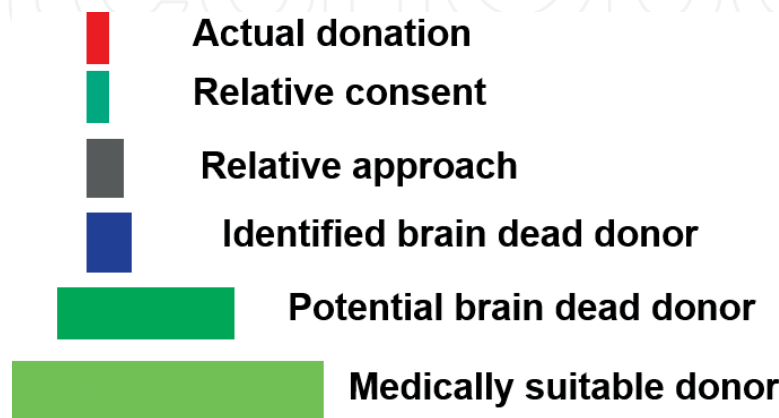 Actual donation
Relative consent
Relative approach
Identified brain dead donor
Potential brain dead donor
Medically suitable donor